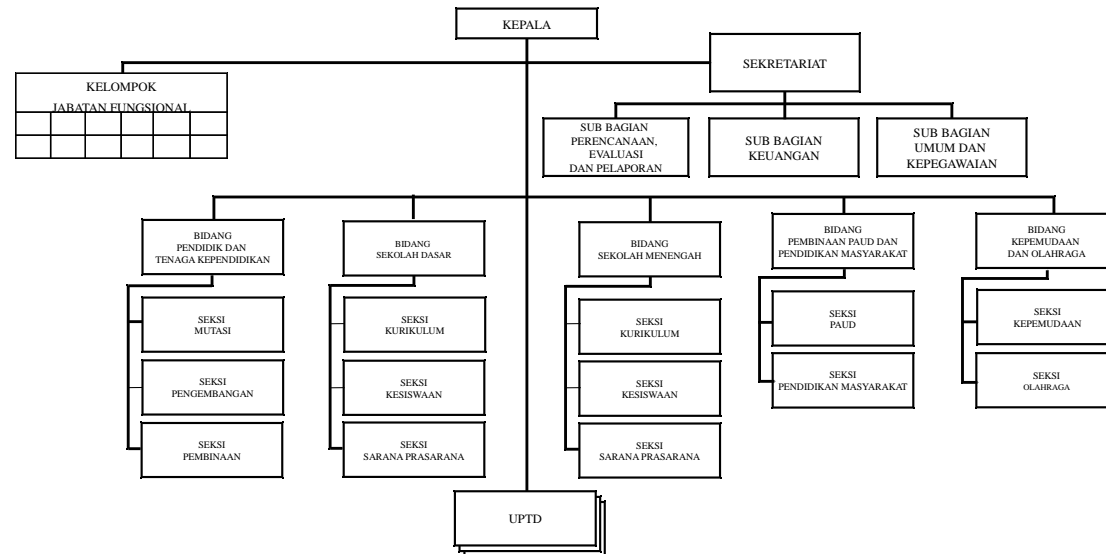 KEPALA
SEKRETARIAT
KELOMPOK
JABATAN FUNGSIONAL
SUB BAGIAN
PERENCANAAN,
EVALUASI
DAN PELAPORAN
SUB BAGIAN
KEUANGAN
SUB BAGIAN
UMUM DAN
KEPEGAWAIAN
BIDANG
PENDIDIK DAN
TENAGA KEPENDIDIKAN
BIDANG
SEKOLAH DASAR
BIDANG
SEKOLAH MENENGAH
BIDANG
PEMBINAAN PAUD DAN
PENDIDIKAN MASYARAKAT
BIDANG
KEPEMUDAAN
DAN OLAHRAGA
SEKSI
MUTASI
SEKSI
KURIKULUM
SEKSI
KURIKULUM
SEKSI
PAUD
SEKSI
KEPEMUDAAN
SEKSI
PENGEMBANGAN
SEKSI
KESISWAAN
SEKSI
KESISWAAN
SEKSI
PENDIDIKAN MASYARAKAT
SEKSI
OLAHRAGA
SEKSI
PEMBINAAN
SEKSI
SARANA PRASARANA
SEKSI
SARANA PRASARANA
UPTD